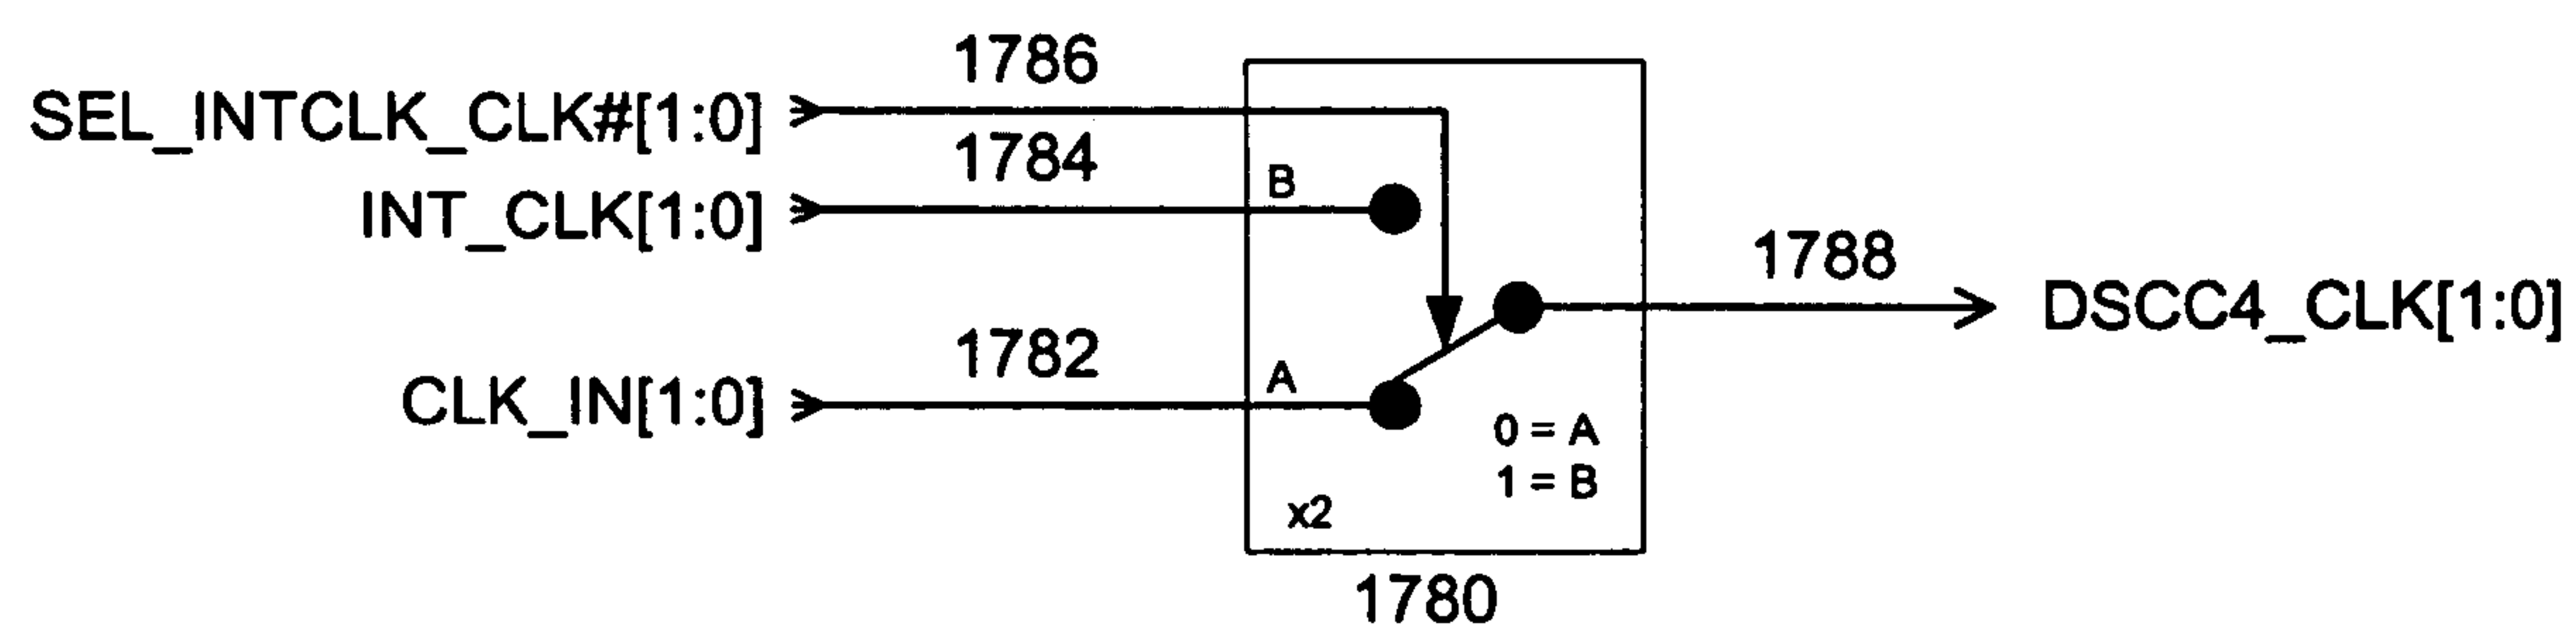 1786
SEL_INTCLK_CLK#[1:0]
1784
B
INT_CLK[1:0]
1788
DSCC4_CLK[1:0]
1782
A
CLK_IN[1:0]
0 = A
1 = B
x2
1780